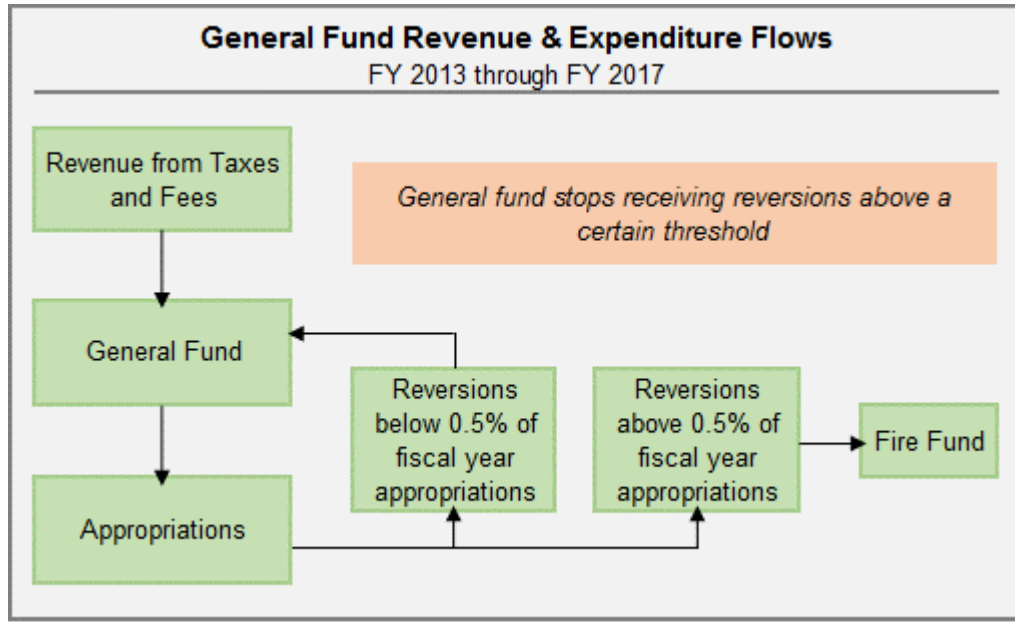 General Fund Revenue & Expenditure Flows
FY 2013 through FY 2017
Revenue from Taxes
and Fees
General fund stops receiving reversions above a
certain threshold
General Fund
Reversions
below 0.5% of
fiscal year
appropriations
Reversions
above 0.5% of
fiscal year
appropriations
Fire Fund
Appropriations